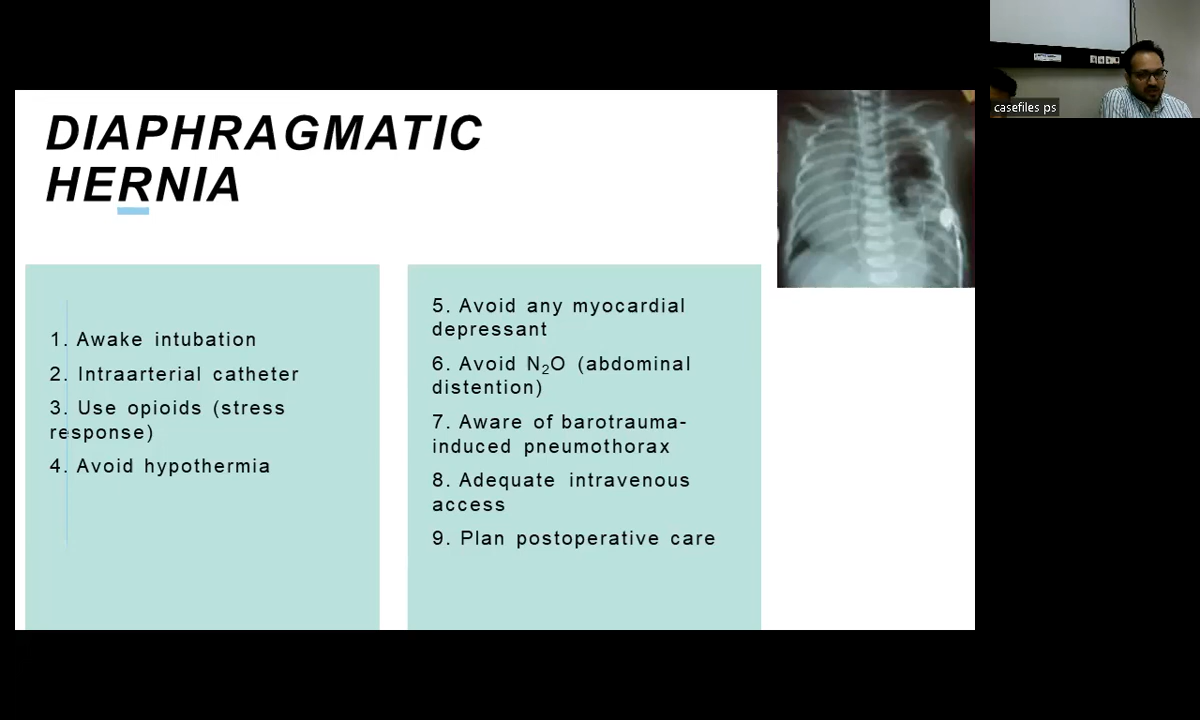 DIAPHRAGMATIC
HERNIA
1. Awake intubation
2. Intraarterial catheter
3. Use opioids (stress
response)
4. Avoid hypothermia
5. Avoid any myocardial
depressant
6. Avoid N₂O (abdominal
distention)
7. Aware of barotrauma-
induced pneumothorax
8. Adequate intravenous
access
9. Plan postoperative care
casefiles ps